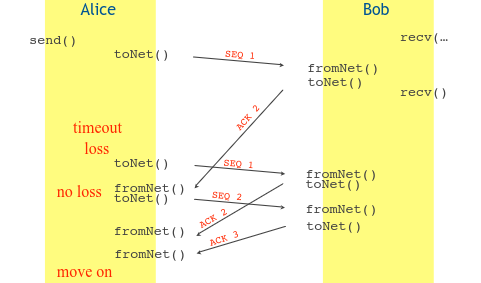 Alice
Bob
send()
recv(…
toNet()
SEQ 1
fromNet()
toNet()
recv()
ACK 2
timeout
loss
toNet()
SEQ 1
fromNet()
toNet()
fromNet()
no loss
toNet()
SEQ 2
fromNet()
ACK 2
fromNet()
toNet()
ACK 3
fromNet()
move on